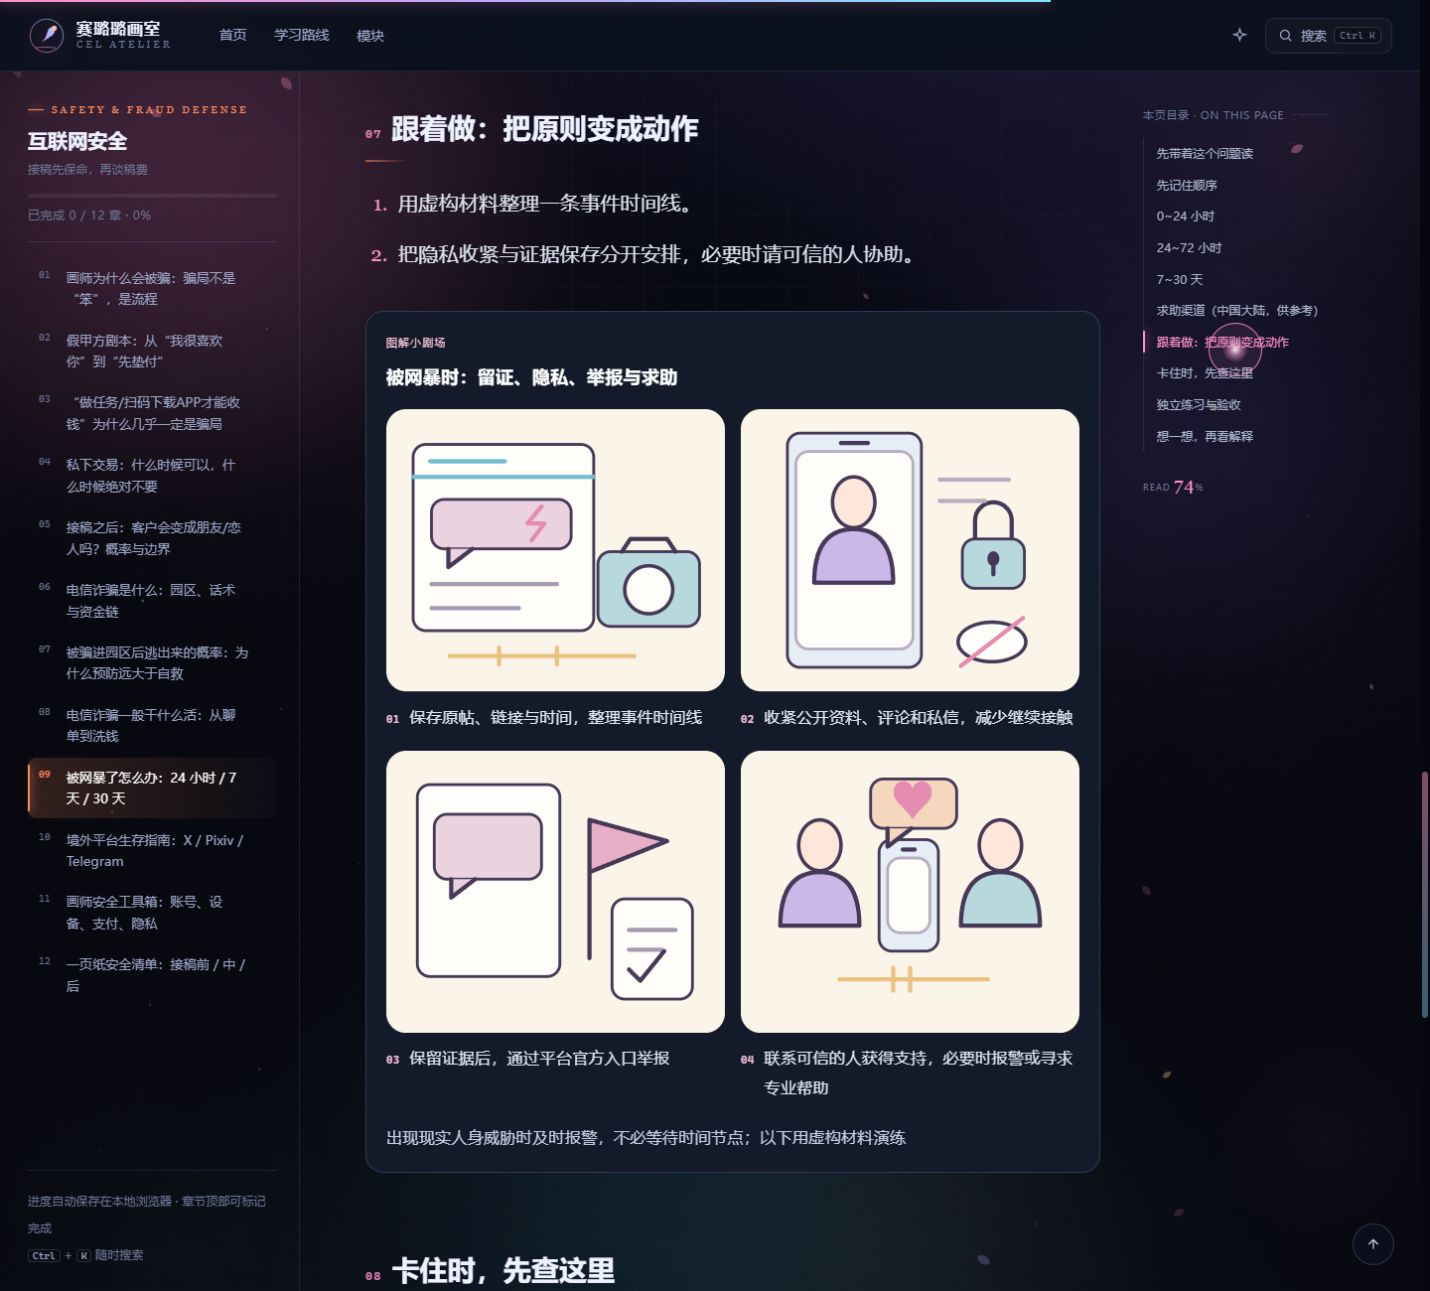 赛璐璐画室
CEL ATELIER
首页
学习路线
模块
搜索 Ctrl K
SAFETY & FRAUD DEFENSE
互联网安全
接稿先保命，再谈稿费
已完成 0 / 12 章 · 0%
01 画师为什么会被骗：骗局不是
“笨”，是流程
02 假甲方剧本：从“我很喜欢
你”到“先垫付”
03 “做任务/扫码下载APP才能收
钱”为什么几乎一定是骗局
04 私下交易：什么时候可以，什
么时候绝对不要
05 接稿之后：客户会变成朋友/恋
人吗？概率与边界
06 电信诈骗是什么：园区、话术
与资金链
07 被骗进园区后逃出来的概率：为
什么预防远大于自救
08 电信诈骗一般干什么活：从聊
单到洗钱
09 被网暴了怎么办：24 小时 / 7
天 / 30 天
10 境外平台生存指南：X / Pixiv /
Telegram
11 画师安全工具箱：账号、设
备、支付、隐私
12 一页纸安全清单：接稿前 / 中 /
后
进度自动保存在本地浏览器 · 章节顶部可标记
完成
Ctrl + K 随时搜索
07 跟着做：把原则变成动作
1. 用虚构材料整理一条事件时间线。
2. 把隐私收紧与证据保存分开安排，必要时请可信的人协助。
图解小剧场
被网暴时：留证、隐私、举报与求助
01 保存原帖、链接与时间，整理事件时间线
02 收紧公开资料、评论和私信，减少继续接触
03 保留证据后，通过平台官方入口举报
04 联系可信的人获得支持，必要时报警或寻求
专业帮助
出现现实人身威胁时及时报警，不必等待时间节点；以下用虚构材料演练
08 卡住时，先查这里
本页目录 · ON THIS PAGE
先带着这个问题读
先记住顺序
0~24 小时
24~72 小时
7~30 天
求助渠道（中国大陆，供参考）
跟着做：把原则变成动作
卡住时，先查这里
独立练习与验收
想一想，再看解释
READ 74%